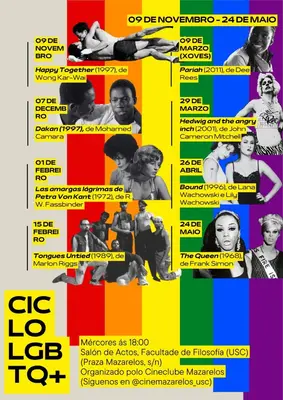 09 DE NOVEMBRO - 24 DE MAIO
09 DE
NOVEM
BRO
Happy Together (1997), de
Wong Kar-Wa
07 DE
DECEMB
RO
Dakan (1997), de Mohamed
Camara
01 DE
FEBREI
RO
Las amargas lágrimas de
Petra Von Kant (1972), de R.
W. Fassbinder
15 DE
FEBREI
RO
Tongues Untied (1989), de
Marlon Riggs
09 DE
MARZO
(XOVES)
Pariah (2011), de Dee
Rees
29 DE
MARZO
Hedwig and the angry
inch (2001), de John
Cameron Mitchell
26 DE
ABRIL
Bound (1996), de Lana
Wachowski e Lily
Wachowski
24 DE
MAIO
The Queen (1968),
de Frank Simon
CIC
LO LGB
TQ+
Mércores ás 18:00
Salón de Actos, Facultade de Filosofía (USC)
(Praza Mazarelos, s/n)
Organizado polo Cineclube Mazarelos
(Síguenos en @cinemazarelos_usc)